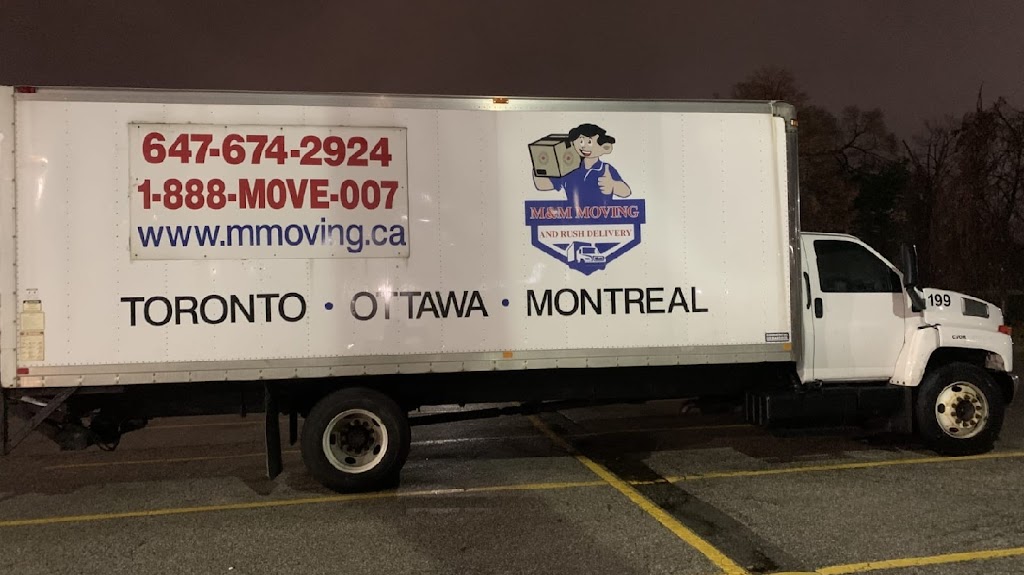 647-674-2924
1-888-MOVE-007
www.mmoving.ca
M&M MOVING
AND RUSH DELIVERY
TORONTO • OTTAWA • MONTREAL
199